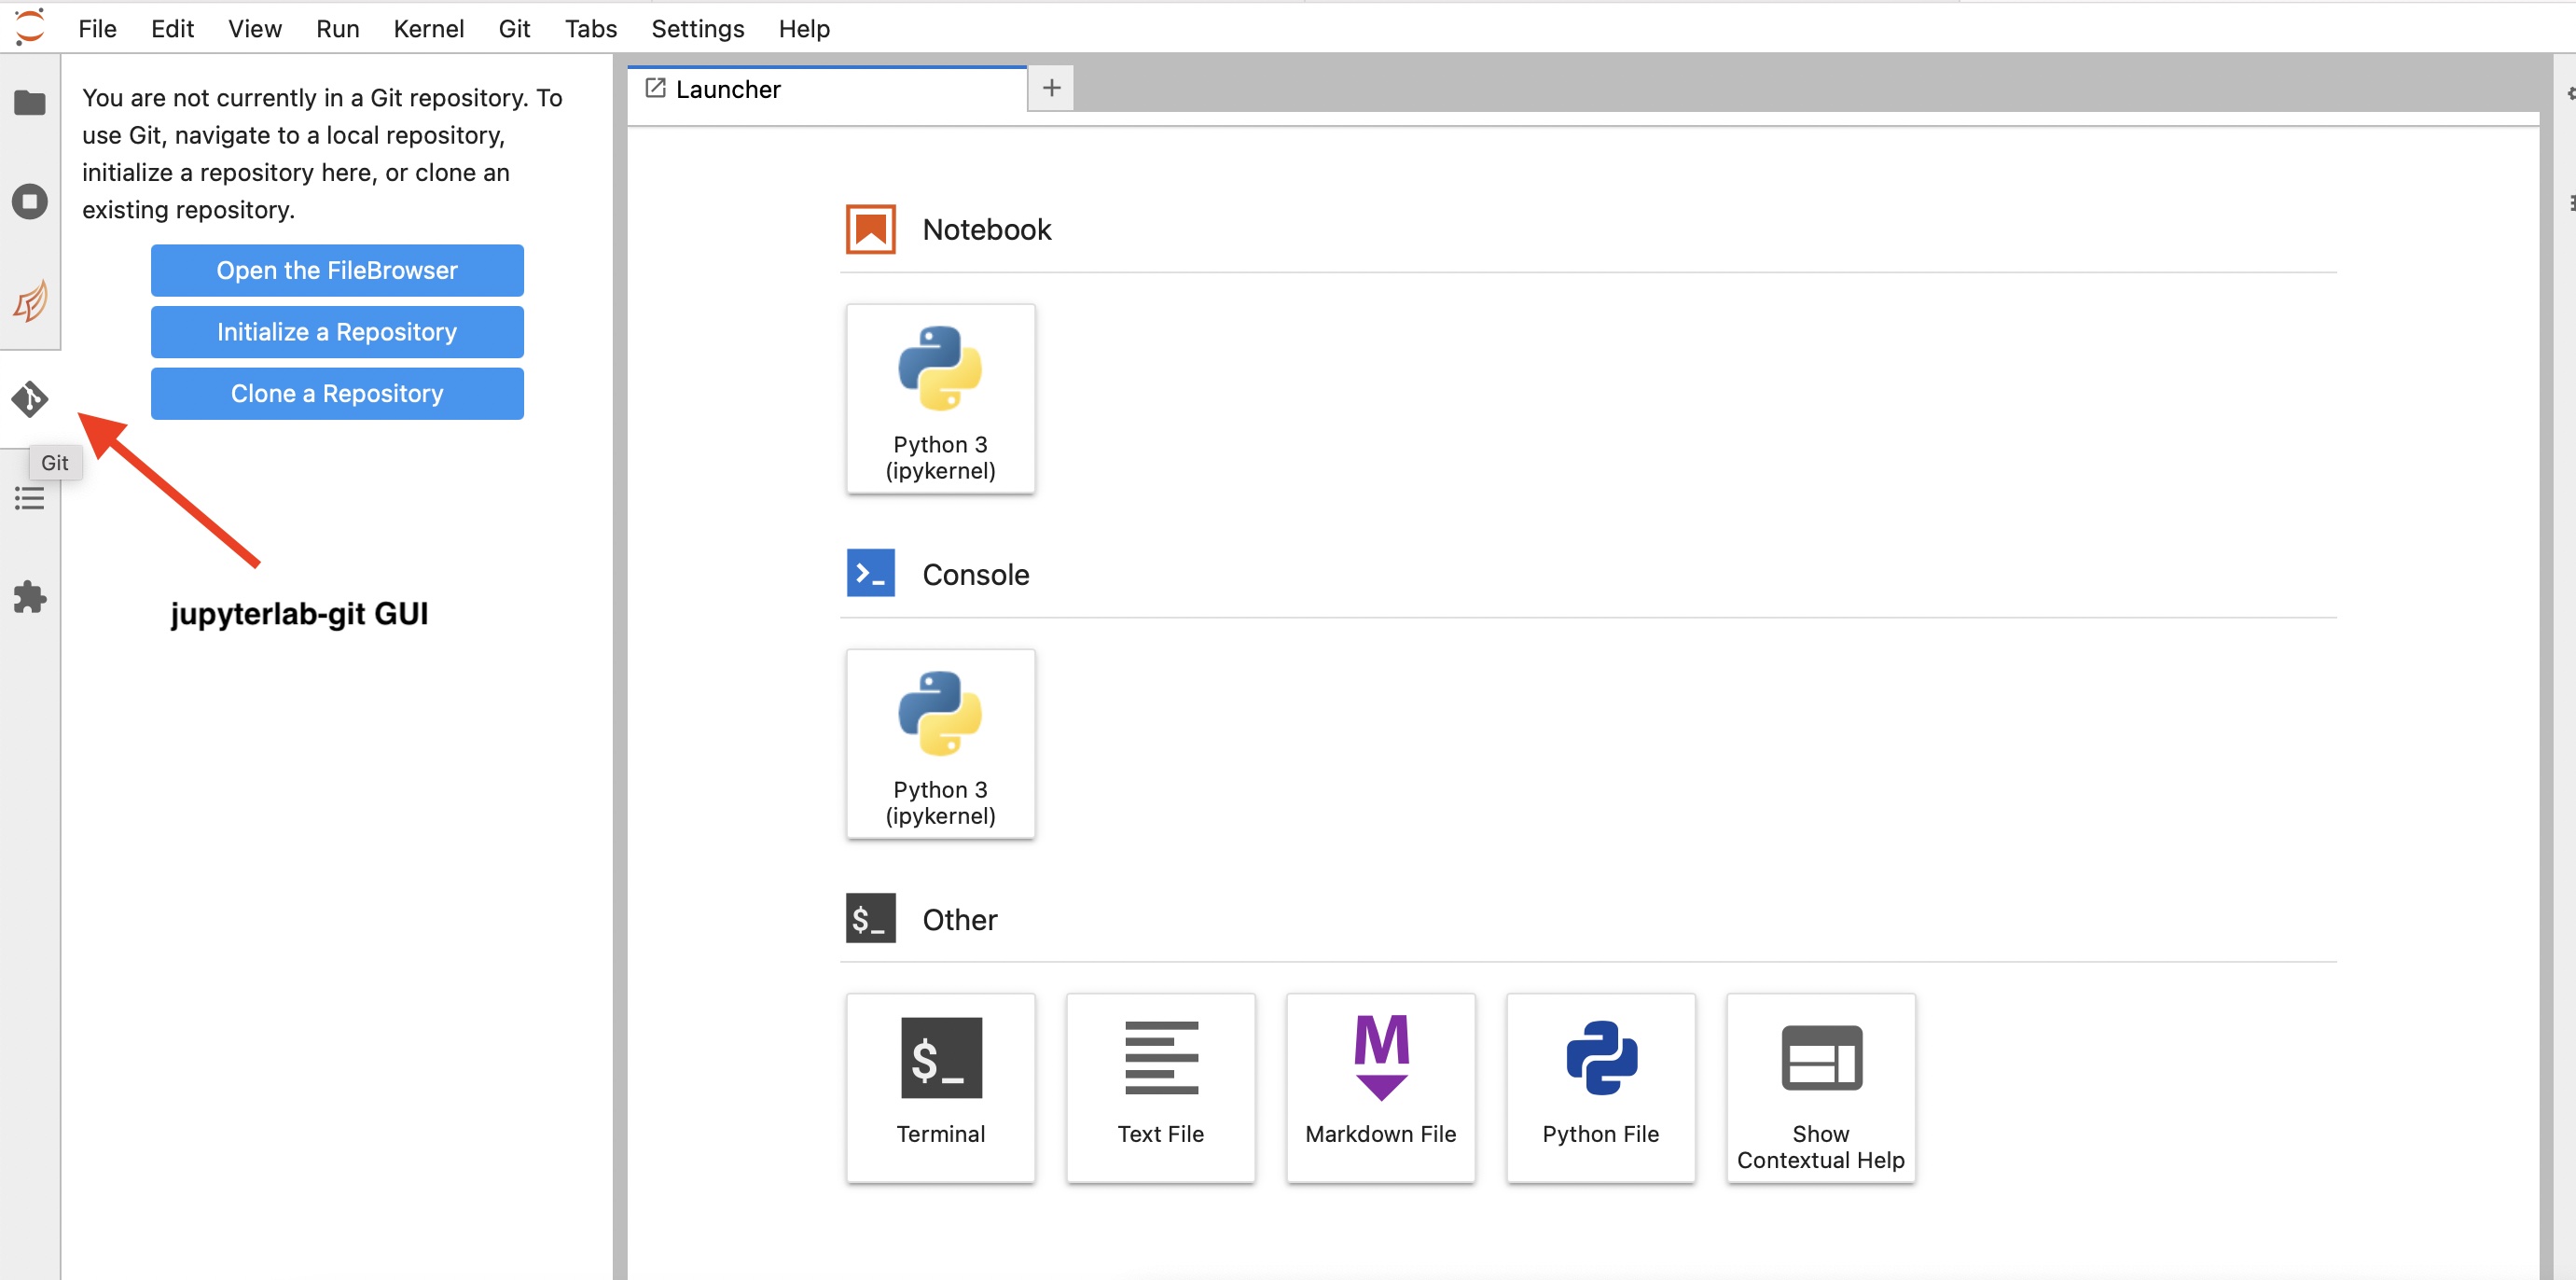 File Edit View Run Kernel Git Tabs Settings Help
You are not currently in a Git repository. To
use Git, navigate to a local repository,
initialize a repository here, or clone an
existing repository.
Open the FileBrowser
Initialize a Repository
Clone a Repository
Git
jupyterlab-git GUI
Launcher
Notebook
Python 3
(ipykernel)
>_ Console
Python 3
(ipykernel)
$_ Other
$_
Terminal
Text File
M
Markdown File
Python File
Show
Contextual Help